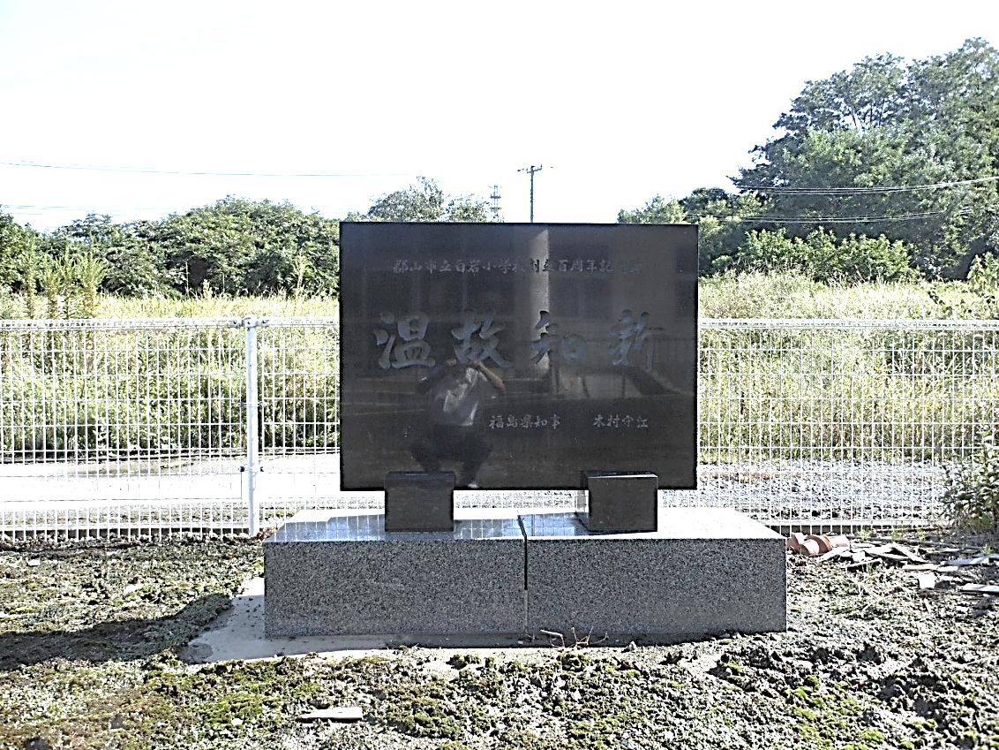 郡山市立白岩小学校創立百周年記念碑
温故知新
福島県知事 木村守江